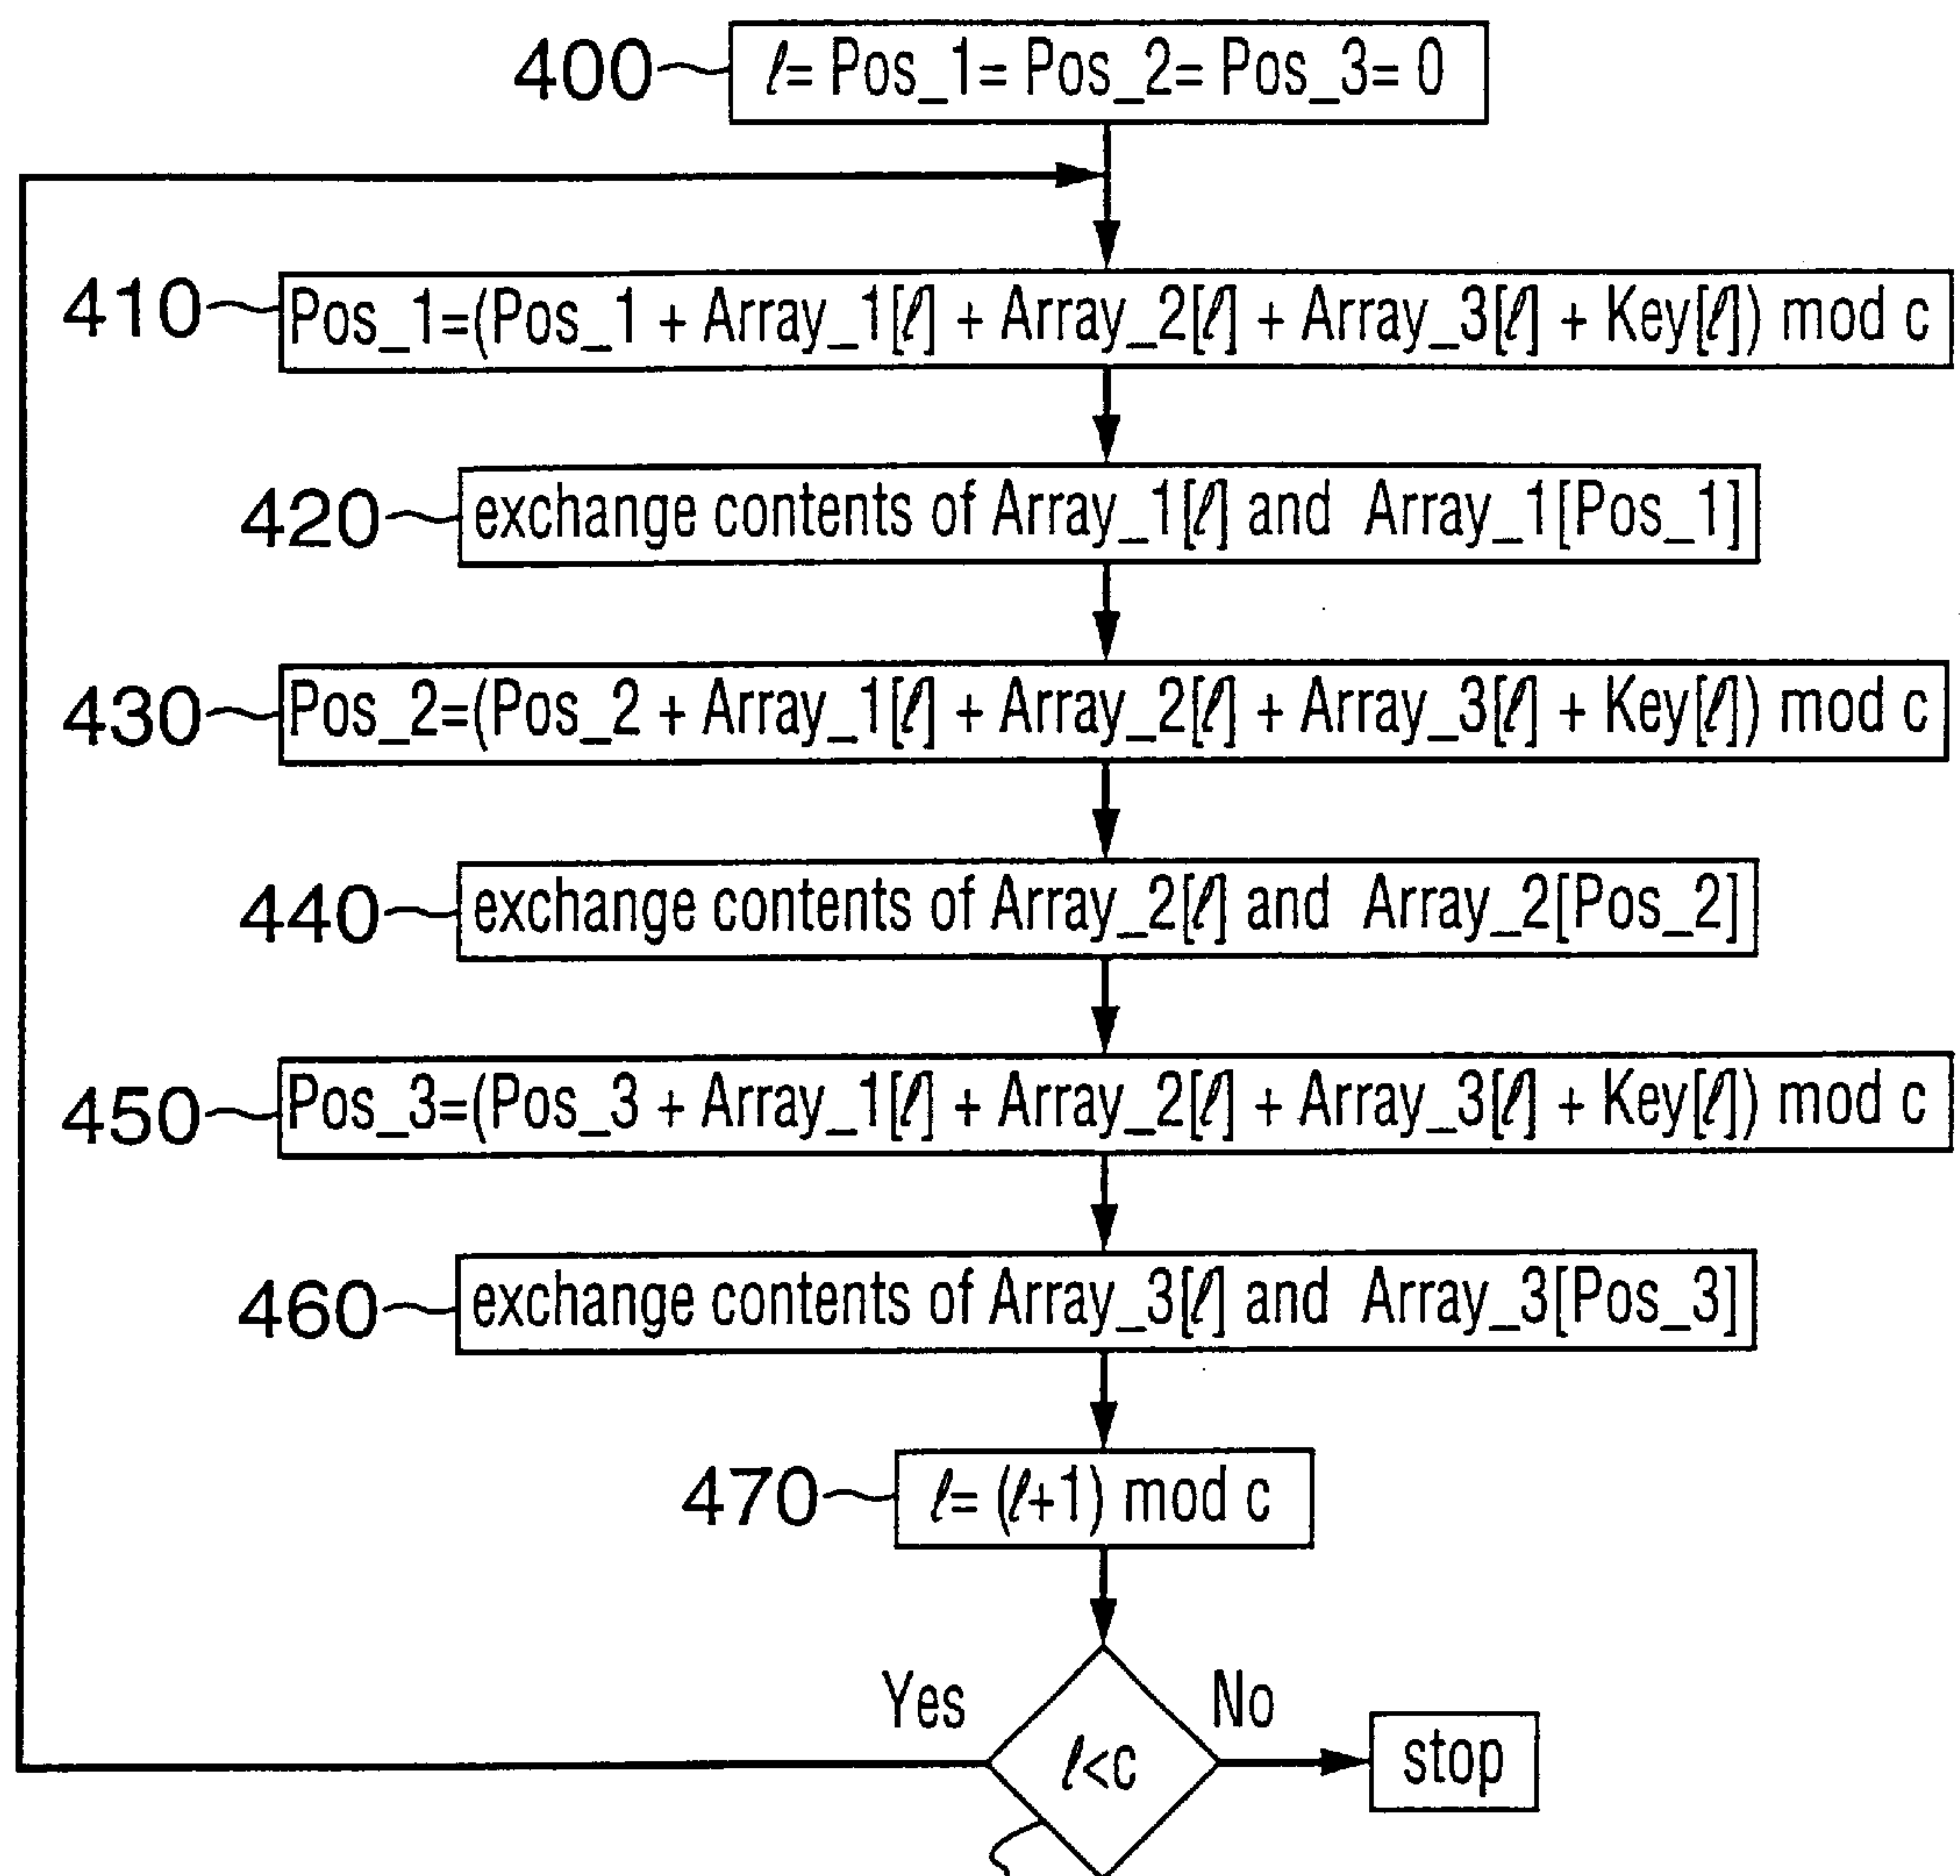 400 ℓ= Pos_1= Pos_2= Pos_3= 0
410 Pos_1=(Pos_1 + Array_1[ℓ] + Array_2[ℓ] + Array_3[ℓ] + Key[ℓ]) mod c
420 exchange contents of Array_1[ℓ] and Array_1[Pos_1]
430 Pos_2=(Pos_2 + Array_1[ℓ] + Array_2[ℓ] + Array_3[ℓ] + Key[ℓ]) mod c
440 exchange contents of Array_2[ℓ] and Array_2[Pos_2]
450 Pos_3=(Pos_3 + Array_1[ℓ] + Array_2[ℓ] + Array_3[ℓ] + Key[ℓ]) mod c
460 exchange contents of Array_3[ℓ] and Array_3[Pos_3]
470 ℓ= (ℓ+1) mod c
Yes No
ℓ<c stop